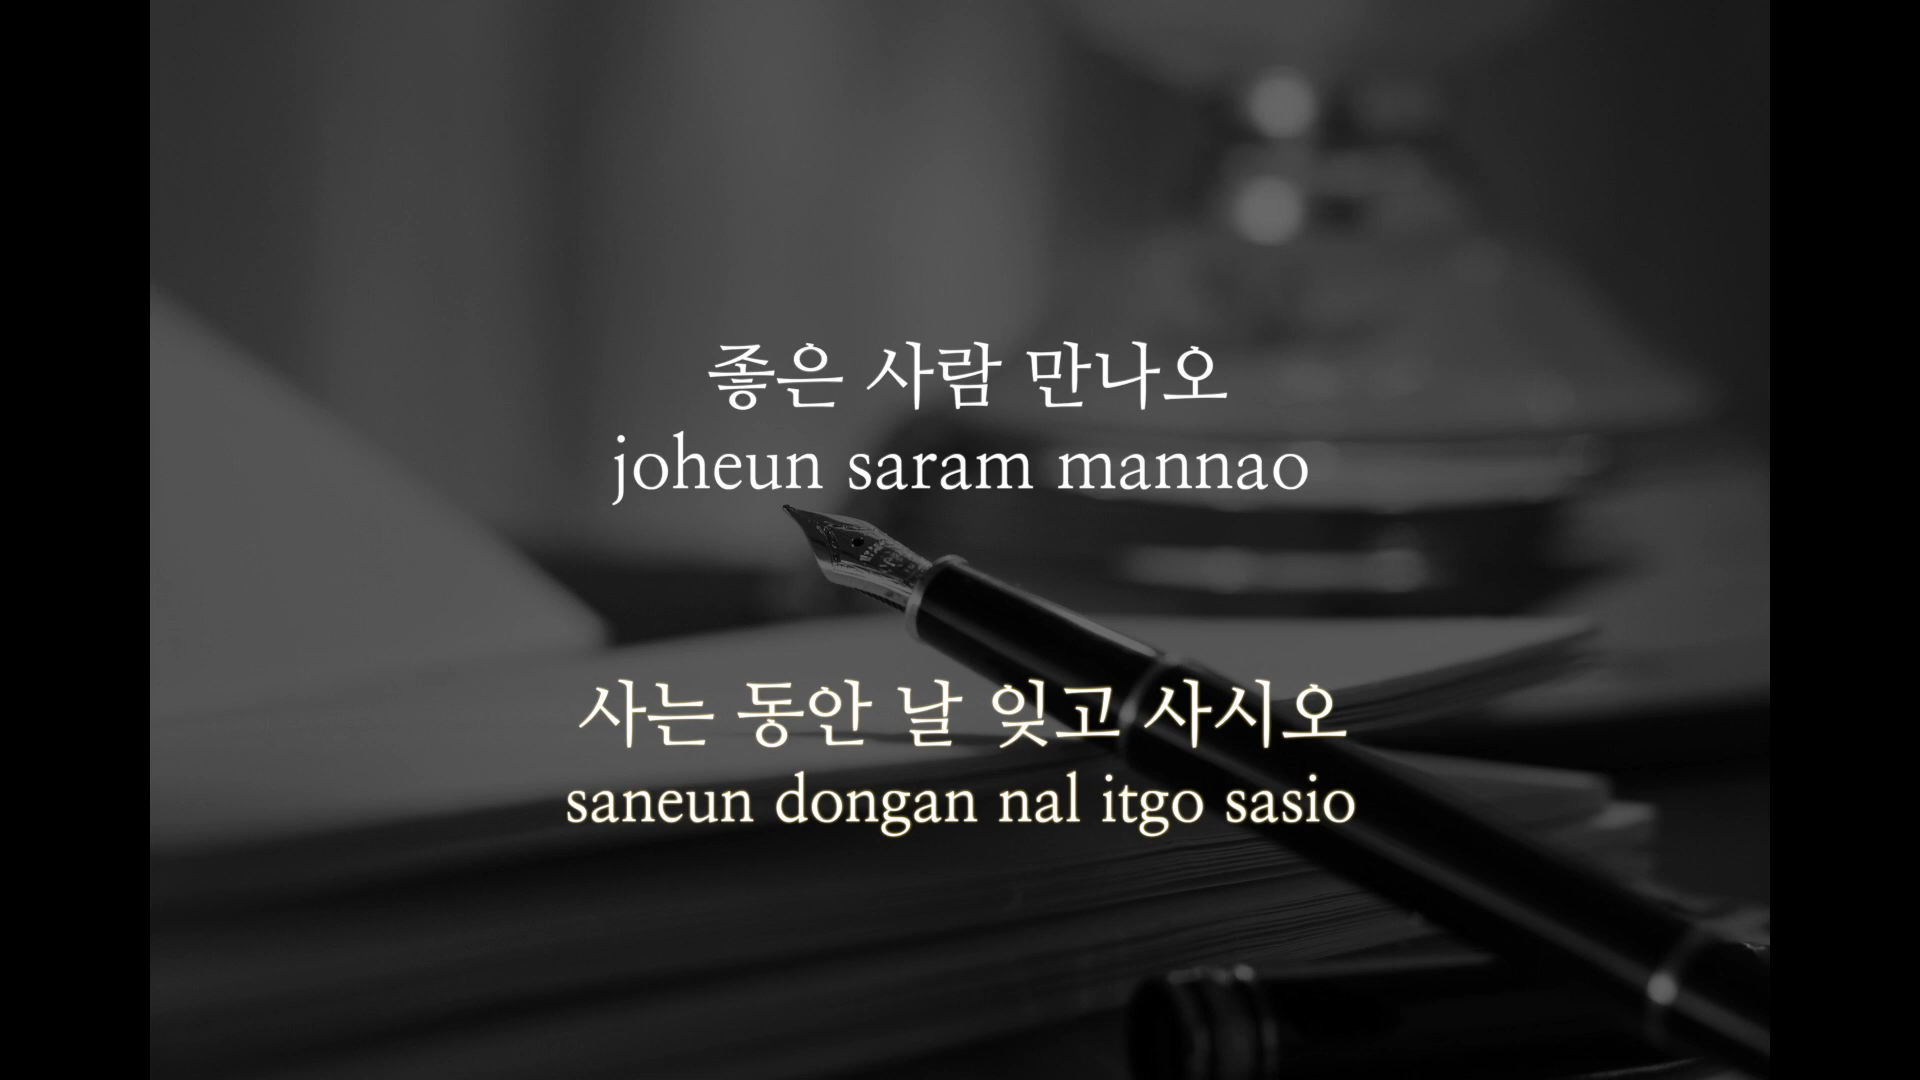 좋은 사람 만나오
joheun saram mannao
사는 동안 날 잊고 사시오
saneun dongan nal itgo sasio